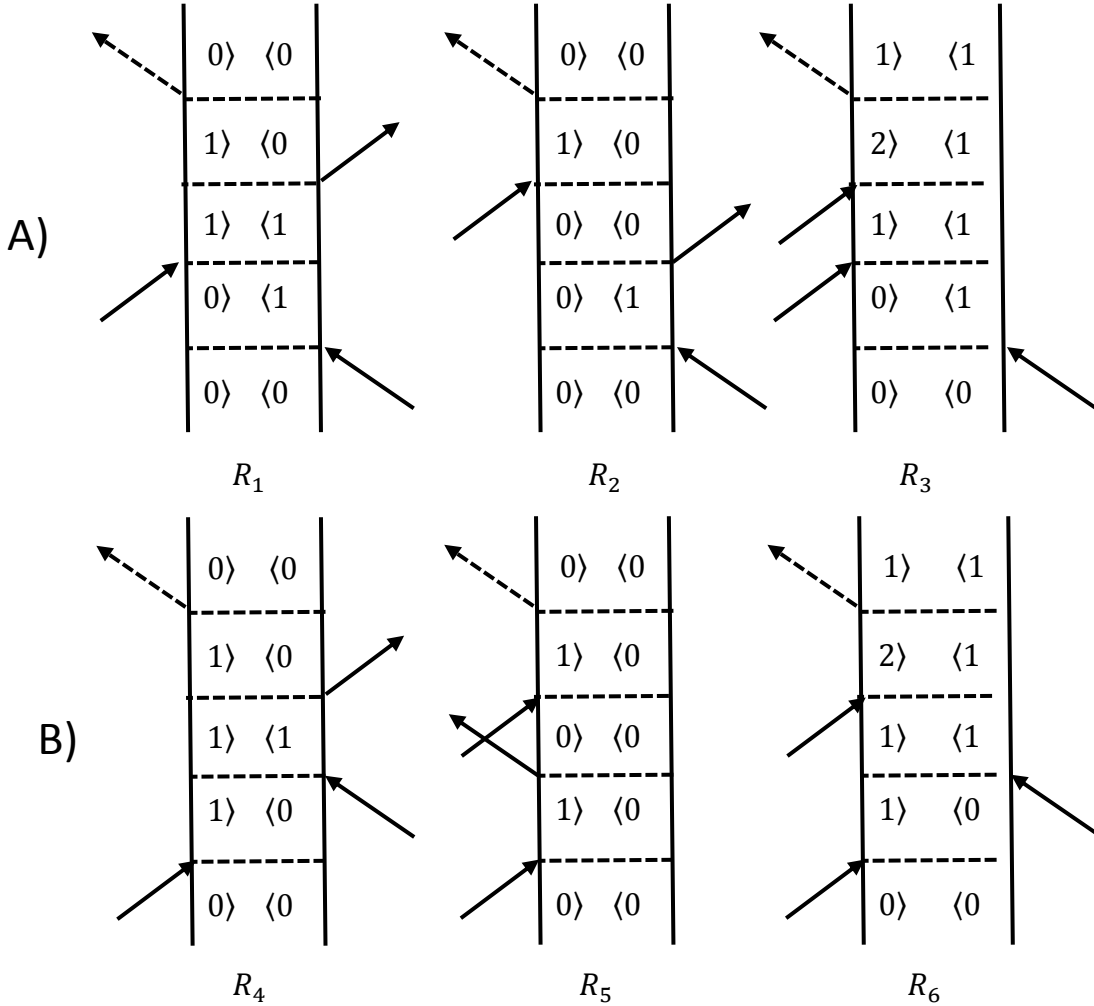 0⟩ ⟨0 0⟩ ⟨0 1⟩ ⟨1
1⟩ ⟨0 1⟩ ⟨0 2⟩ ⟨1
A) 1⟩ ⟨1 0⟩ ⟨0 1⟩ ⟨1
0⟩ ⟨1 0⟩ ⟨1 0⟩ ⟨1
0⟩ ⟨0 0⟩ ⟨0 0⟩ ⟨0
R₁ R₂ R₃
0⟩ ⟨0 0⟩ ⟨0 1⟩ ⟨1
1⟩ ⟨0 1⟩ ⟨0 2⟩ ⟨1
B) 1⟩ ⟨1 0⟩ ⟨0 1⟩ ⟨1
1⟩ ⟨0 1⟩ ⟨0 1⟩ ⟨0
0⟩ ⟨0 0⟩ ⟨0 0⟩ ⟨0
R₄ R₅ R₆